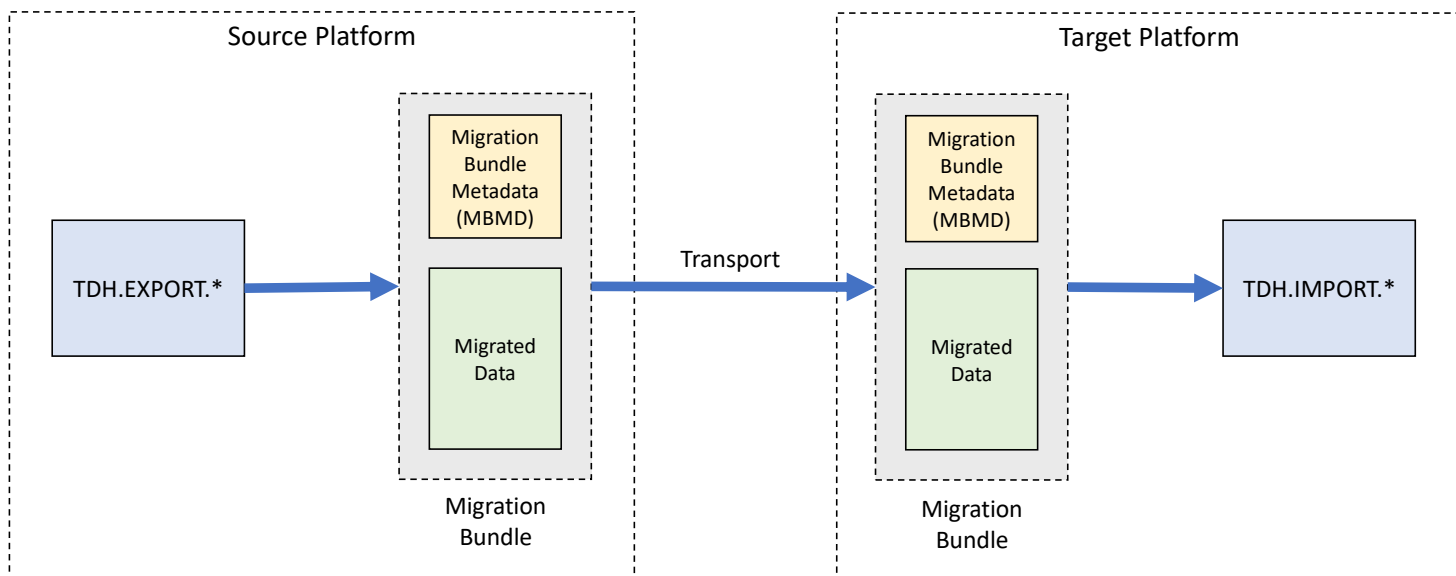 Source Platform
Migration
Bundle
Metadata
(MBMD)
TDH.EXPORT.*
Migrated
Data
Migration
Bundle
Transport
Target Platform
Migration
Bundle
Metadata
(MBMD)
Migrated
Data
TDH.IMPORT.*
Migration
Bundle